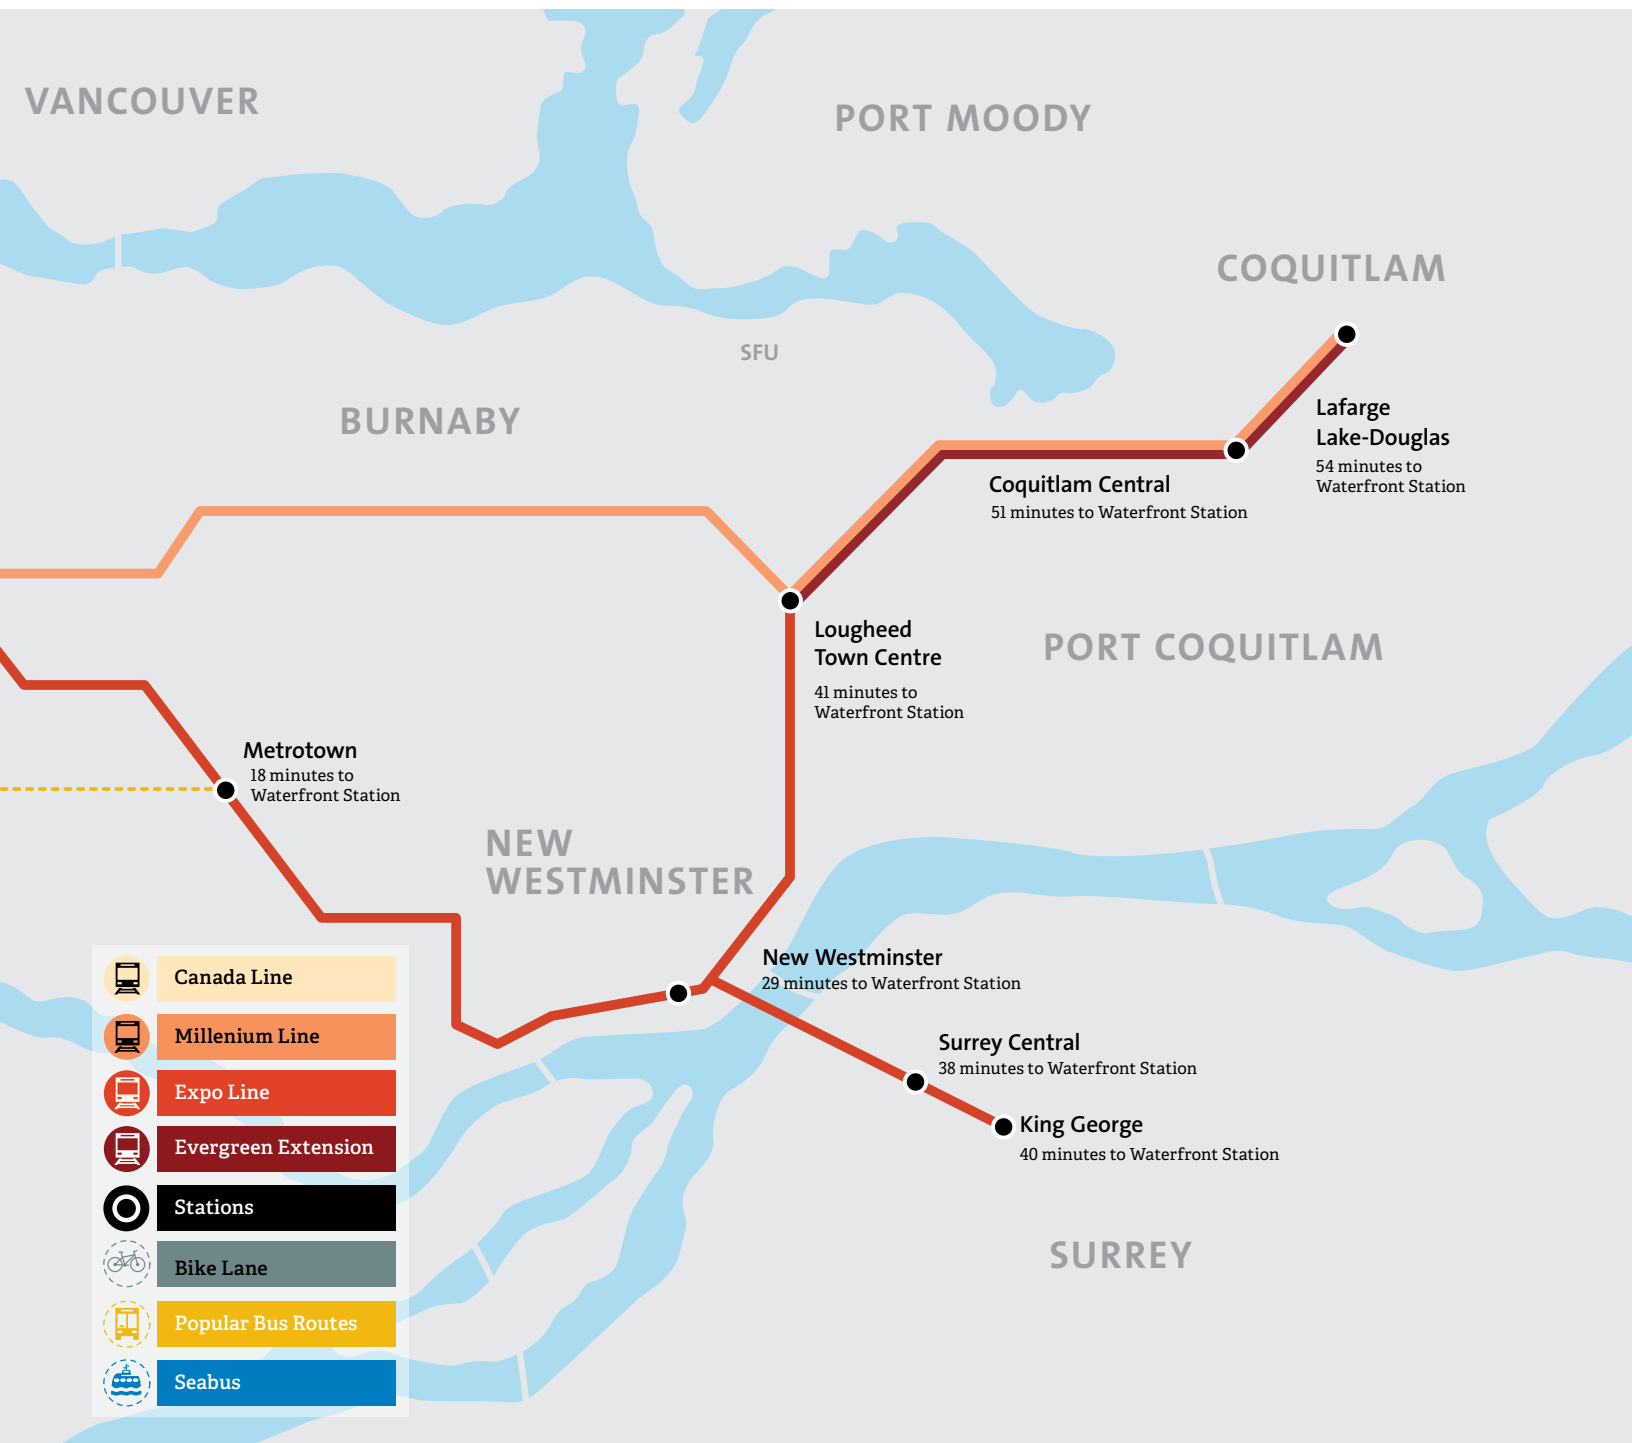 VANCOUVER
PORT MOODY
COQUITLAM
SFU
BURNABY
Lafarge
Lake-Douglas
54 minutes to
Waterfront Station
Coquitlam Central
51 minutes to Waterfront Station
Lougheed
Town Centre
41 minutes to
Waterfront Station
PORT COQUITLAM
Metrotown
18 minutes to
Waterfront Station
NEW
WESTMINSTER
New Westminster
29 minutes to Waterfront Station
Surrey Central
38 minutes to Waterfront Station
King George
40 minutes to Waterfront Station
SURREY
Canada Line
Millenium Line
Expo Line
Evergreen Extension
Stations
Bike Lane
Popular Bus Routes
Seabus